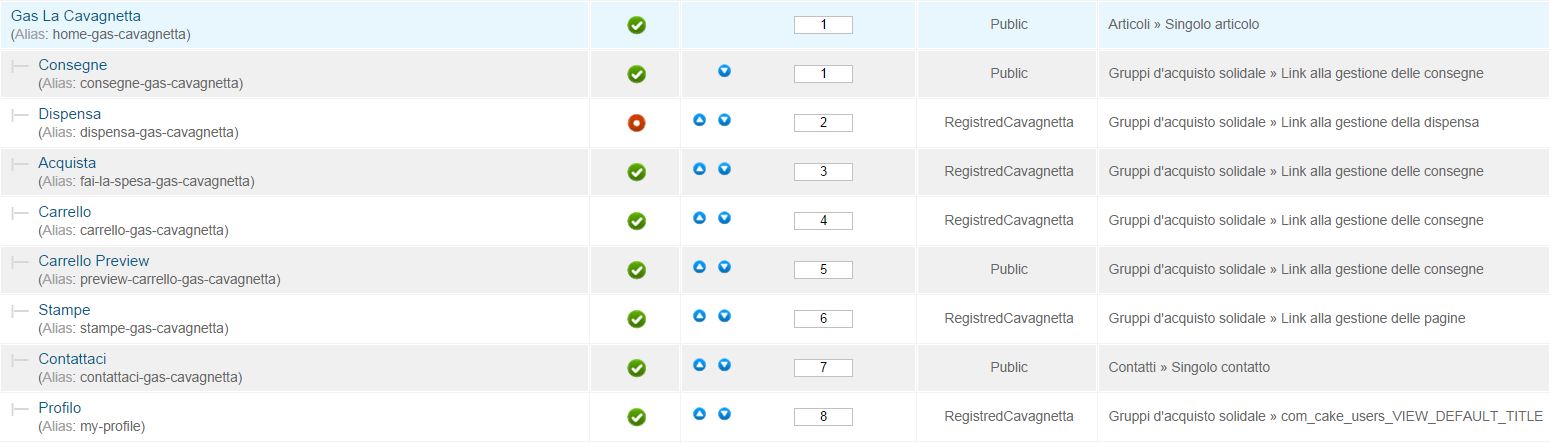 Gas La Cavagnetta
(Alias: home-gas-cavagnetta)
1
Public
Articoli » Singolo articolo
Consegne
(Alias: consegne-gas-cavagnetta)
1
Public
Gruppi d'acquisto solidale » Link alla gestione delle consegne
Dispensa
(Alias: dispensa-gas-cavagnetta)
2
RegistredCavagnetta
Gruppi d'acquisto solidale » Link alla gestione della dispensa
Acquista
(Alias: fai-la-spesa-gas-cavagnetta)
3
RegistredCavagnetta
Gruppi d'acquisto solidale » Link alla gestione delle consegne
Carrello
(Alias: carrello-gas-cavagnetta)
4
RegistredCavagnetta
Gruppi d'acquisto solidale » Link alla gestione delle consegne
Carrello Preview
(Alias: preview-carrello-gas-cavagnetta)
5
Public
Gruppi d'acquisto solidale » Link alla gestione delle consegne
Stampe
(Alias: stampe-gas-cavagnetta)
6
RegistredCavagnetta
Gruppi d'acquisto solidale » Link alla gestione delle pagine
Contattaci
(Alias: contattaci-gas-cavagnetta)
7
Public
Contatti » Singolo contatto
Profilo
(Alias: my-profile)
8
RegistredCavagnetta
Gruppi d'acquisto solidale » com_cake_users_VIEW_DEFAULT_TITLE